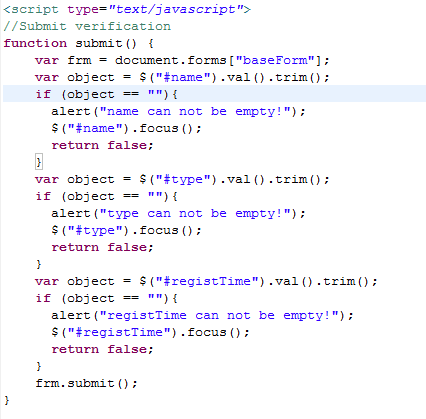 <script type="text/javascript">
//Submit verification
function submit() {
    var frm = document.forms["baseForm"];
    var object = $("#name").val().trim();
    if (object == ""){
      alert("name can not be empty!");
      $("#name").focus();
      return false;
    }
    var object = $("#type").val().trim();
    if (object == ""){
      alert("type can not be empty!");
      $("#type").focus();
      return false;
    }
    var object = $("#registTime").val().trim();
    if (object == ""){
      alert("registTime can not be empty!");
      $("#registTime").focus();
      return false;
    }
    frm.submit();
}